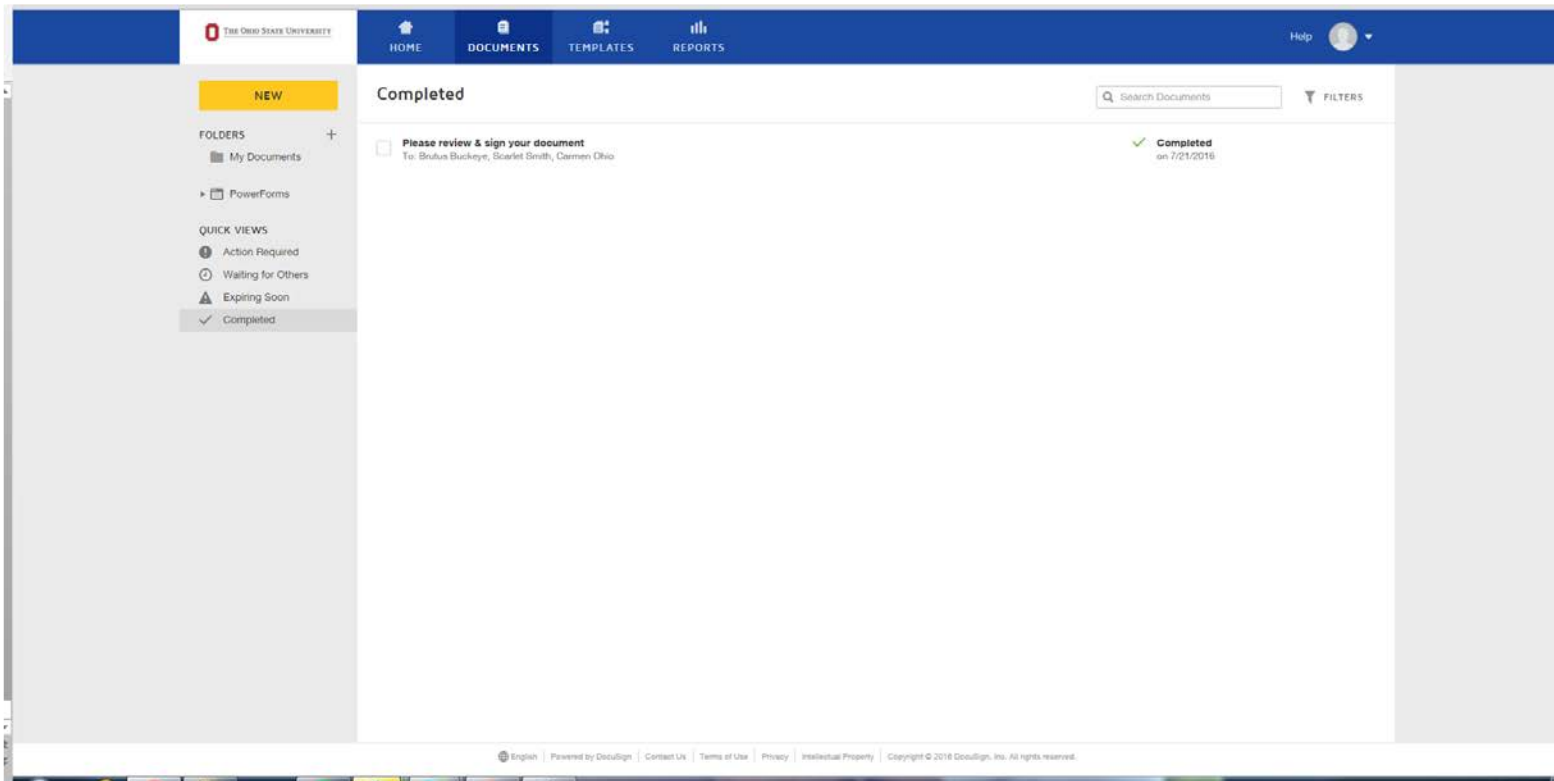 THE OHIO STATE UNIVERSITY
HOME
DOCUMENTS
TEMPLATES
REPORTS
Help
NEW
Completed
Search Documents
FILTERS
FOLDERS +
My Documents
PowerForms
QUICK VIEWS
Action Required
Waiting for Others
Expiring Soon
Completed
Please review & sign your document
To: Brutus Buckeye, Scarlet Smith, Carmen Ohio
Completed
on 7/21/2016
English | Powered by DocuSign | Contact Us | Terms of Use | Privacy | Intellectual Property | Copyright © 2016 DocuSign, Inc. All rights reserved.